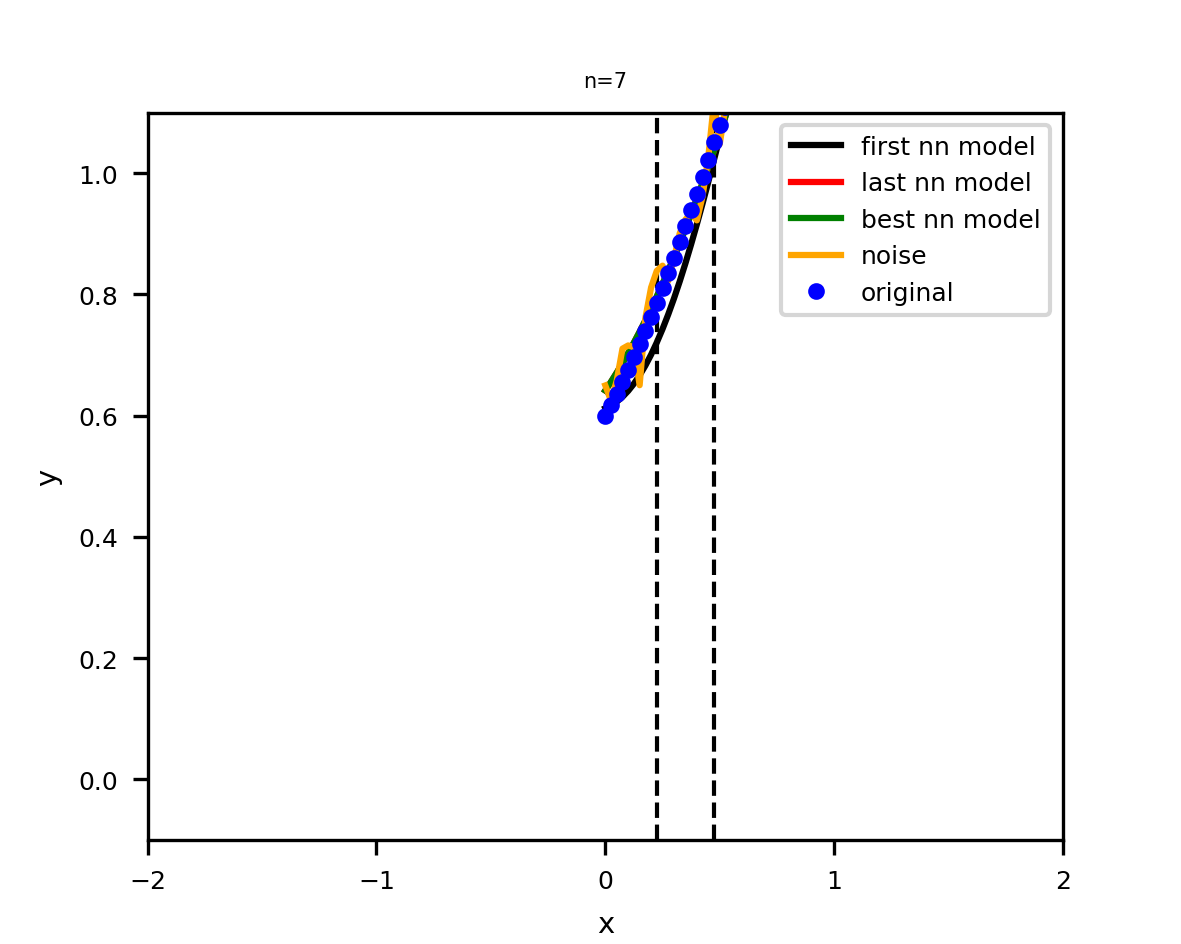 n=7
first nn model
last nn model
best nn model
noise
original
1.0
0.8
0.6
0.4
0.2
0.0
y
−2
−1
0
1
2
x